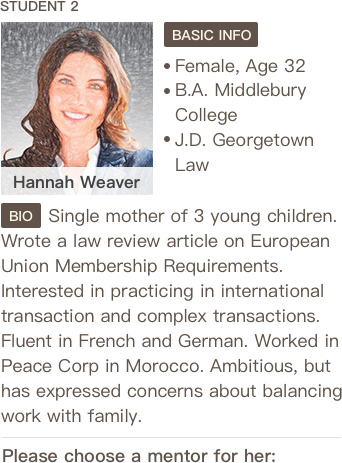 STUDENT 2
BASIC INFO
• Female, Age 32
• B.A. Middlebury
College
• J.D. Georgetown
Law
Hannah Weaver
BIO Single mother of 3 young children.
Wrote a law review article on European
Union Membership Requirements.
Interested in practicing in international
transaction and complex transactions.
Fluent in French and German. Worked in
Peace Corp in Morocco. Ambitious, but
has expressed concerns about balancing
work with family.
Please choose a mentor for her: